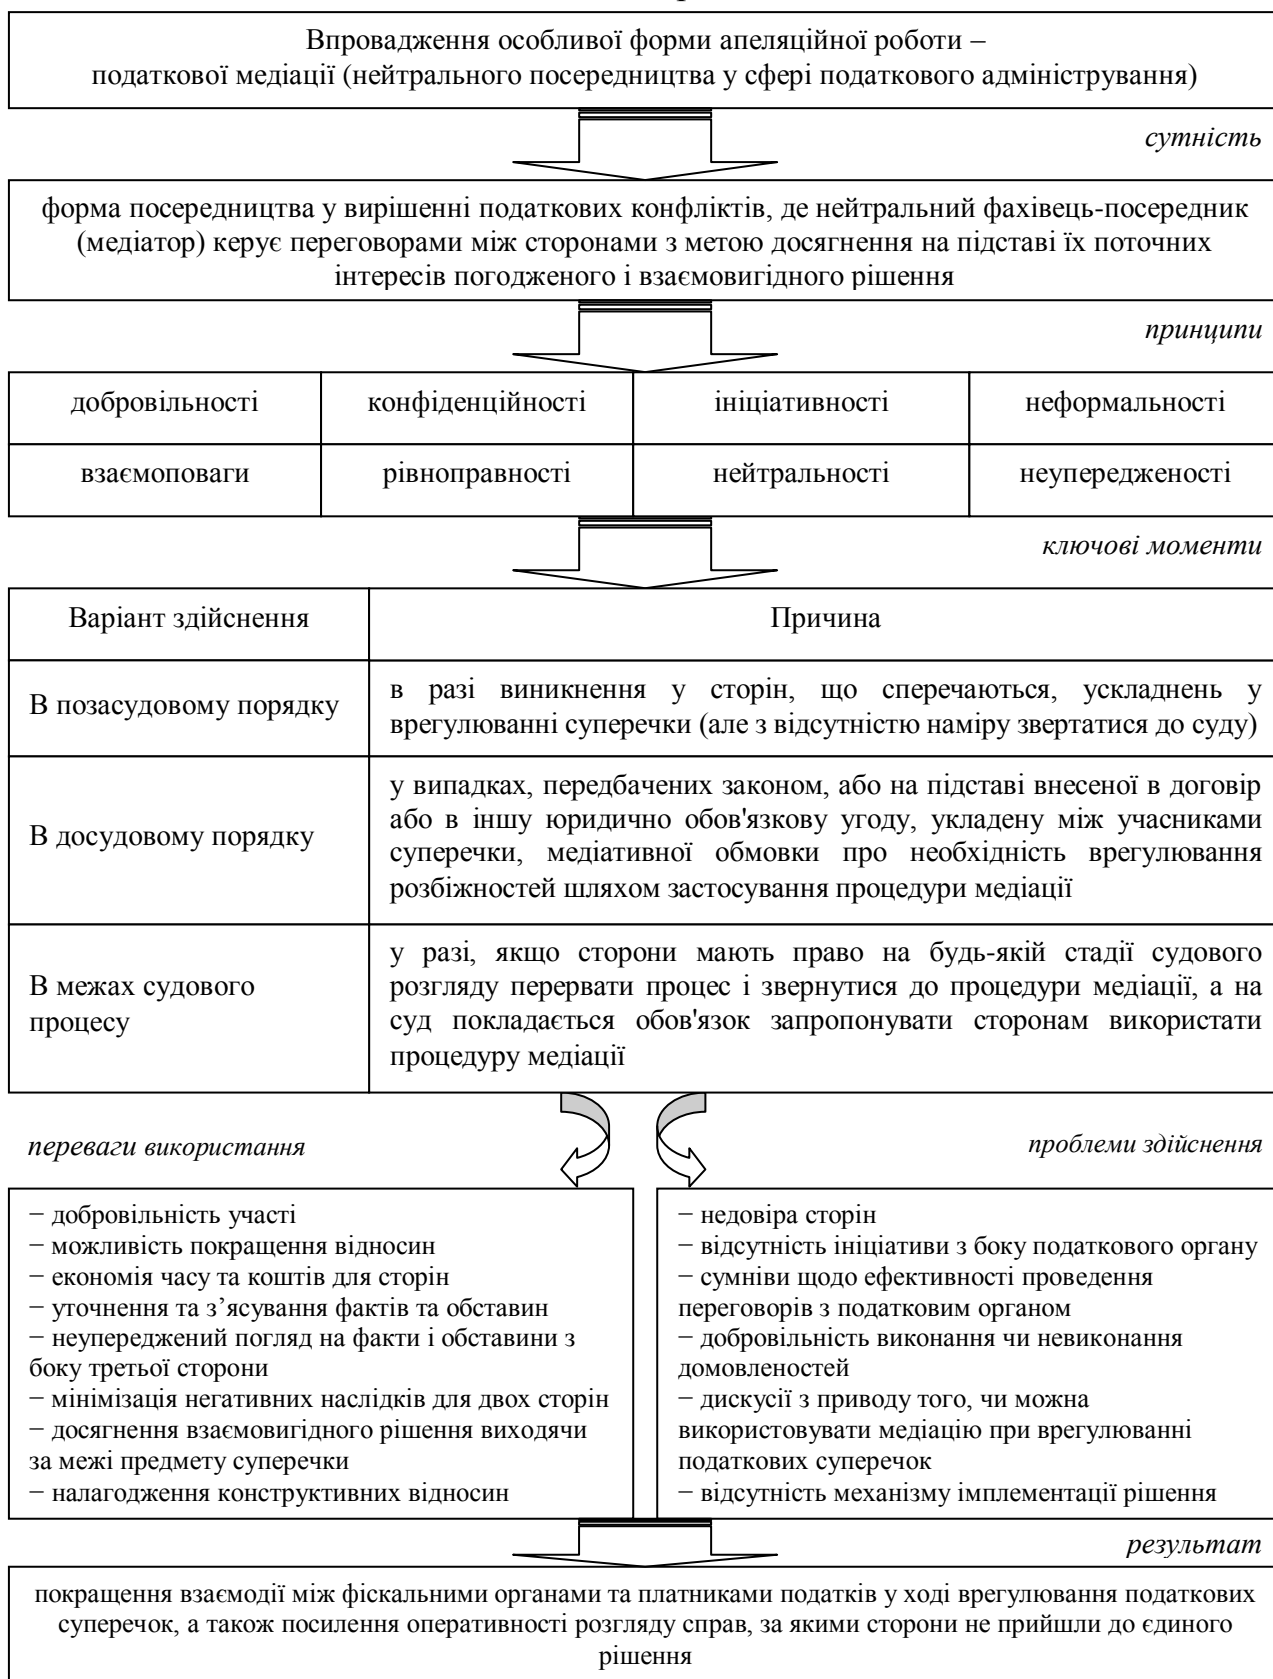 Впровадження особливої форми апеляційної роботи –
податкової медіації (нейтрального посередництва у сфері податкового адміністрування)
сутність
форма посередництва у вирішенні податкових конфліктів, де нейтральний фахівець-посередник
(медіатор) керує переговорами між сторонами з метою досягнення на підставі їх поточних
інтересів погодженого і взаємовигідного рішення
принципи
добровільності
конфіденційності
ініціативності
неформальності
взаємоповаги
рівноправності
нейтральності
неупередженості
ключові моменти
Варіант здійснення
Причина
В позасудовому порядку
в разі виникнення у сторін, що сперечаються, ускладнень у
врегулюванні суперечки (але з відсутністю наміру звертатися до суду)
В досудовому порядку
у випадках, передбачених законом, або на підставі внесеної в договір
або в іншу юридично обов'язкову угоду, укладену між учасниками
суперечки, медіативної обмовки про необхідність врегулювання
розбіжностей шляхом застосування процедури медіації
В межах судового
процесу
у разі, якщо сторони мають право на будь-якій стадії судового
розгляду перервати процес і звернутися до процедури медіації, а на
суд покладається обов'язок запропонувати сторонам використати
процедуру медіації
переваги використання
− добровільність участі
− можливість покращення відносин
− економія часу та коштів для сторін
− уточнення та з’ясування фактів та обставин
− неупереджений погляд на факти і обставини з
боку третьої сторони
− мінімізація негативних наслідків для двох сторін
− досягнення взаємовигідного рішення виходячи
за межі предмету суперечки
− налагодження конструктивних відносин
проблеми здійснення
− недовіра сторін
− відсутність ініціативи з боку податкового органу
− сумніви щодо ефективності проведення
переговорів з податковим органом
− добровільність виконання чи невиконання
домовленостей
− дискусії з приводу того, чи можна
використовувати медіацію при врегулюванні
податкових суперечок
− відсутність механізму імплементації рішення
результат
покращення взаємодії між фіскальними органами та платниками податків у ході врегулювання податкових
суперечок, а також посилення оперативності розгляду справ, за якими сторони не прийшли до єдиного
рішення